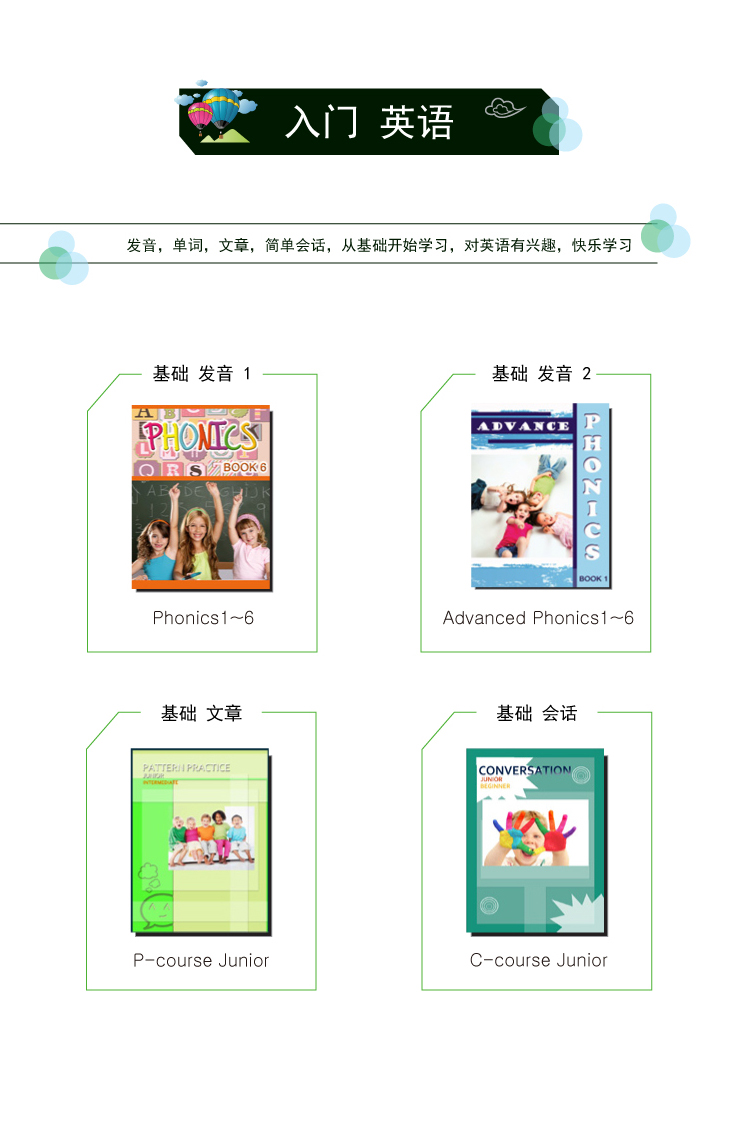 入门 英语
发音，单词，文章，简单会话，从基础开始学习，对英语有兴趣，快乐学习
基础 发音 1
基础 发音 2
PHONICS
BOOK 6
ADVANCE
PHONICS
BOOK 1
Phonics1~6
Advanced Phonics1~6
基础 文章
基础 会话
PATTERN PRACTICE
JUNIOR
INTERMEDIATE
CONVERSATION
JUNIOR
BEGINNER
P-course Junior
C-course Junior